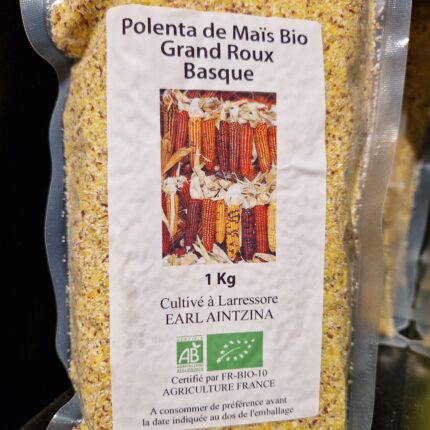 Polenta de Maïs Bio
Grand Roux
Basque
1 Kg
Cultivé à Larressore
EARL AINTZINA
AB
Certifié par FR-BIO-10
AGRICULTURE FRANCE
A consommer de préférence avant
la date indiquée au dos de l'emballage